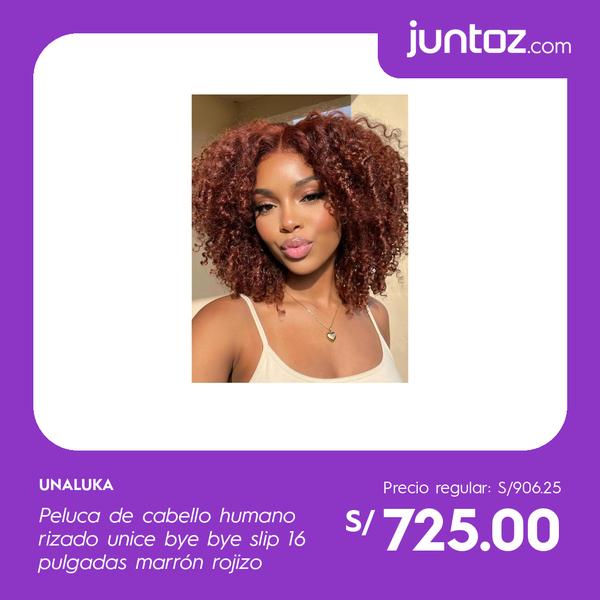 juntoz.com
UNALUKA
Peluca de cabello humano
rizado unice bye bye slip 16
pulgadas marrón rojizo
Precio regular: S/906.25
S/725.00